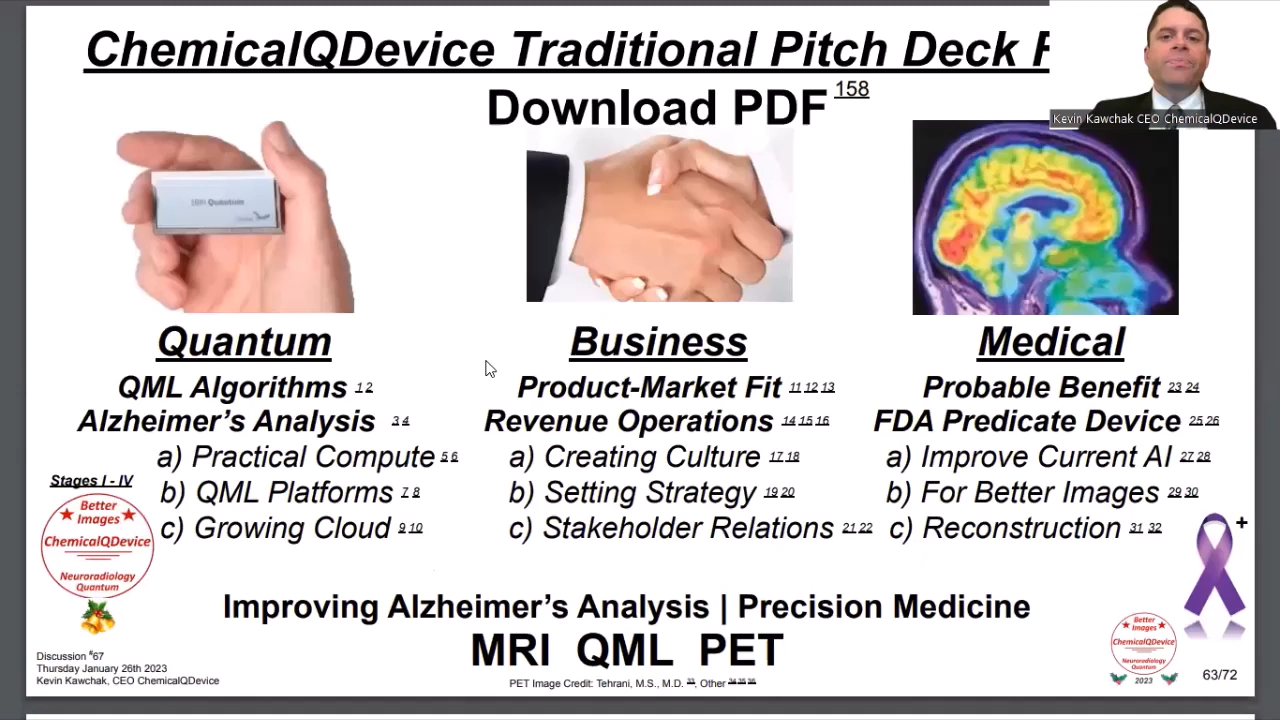 ChemicalQDevice Traditional Pitch Deck F
Download PDF 158
Kevin Kawchak CEO ChemicalQDevice
Quantum
QML Algorithms 1 2
Alzheimer's Analysis 3 4
a) Practical Compute 5 6
b) QML Platforms 7 8
c) Growing Cloud 9 10
Business
Product-Market Fit 11 12 13
Revenue Operations 14 15 16
a) Creating Culture 17 18
b) Setting Strategy 19 20
c) Stakeholder Relations 21 22
Medical
Probable Benefit 23 24
FDA Predicate Device 25 26
a) Improve Current AI 27 28
b) For Better Images 29 30
c) Reconstruction 31 32
Stages I - IV
Better
Images
ChemicalQDevice
Neuroradiology
Quantum
+
Improving Alzheimer's Analysis | Precision Medicine
MRI QML PET
PET Image Credit: Tehrani, M.S., M.D. 33, Other 34 35 36
Discussion #67
Thursday January 26th 2023
Kevin Kawchak, CEO ChemicalQDevice
Better
Images
ChemicalQDevice
Neuroradiology
Quantum
2023
63/72